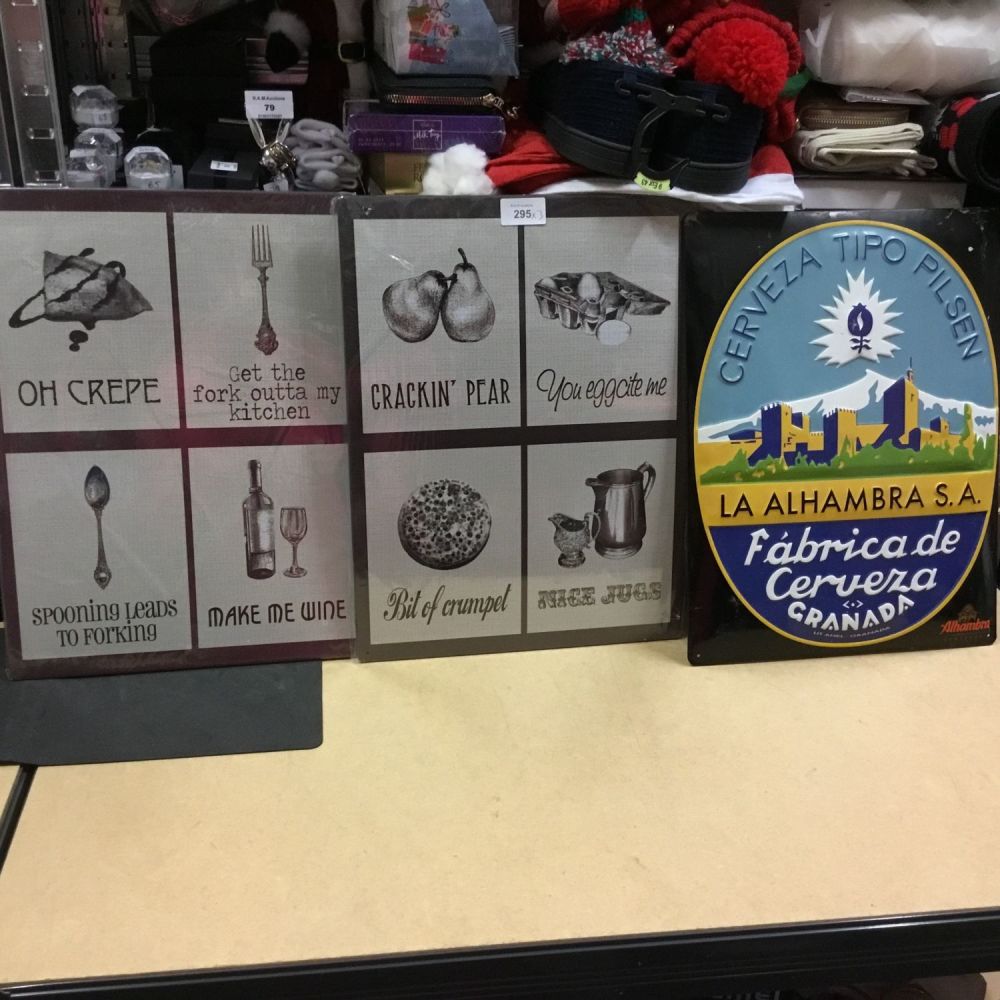 79
295x3
OH CREPE
Get the
fork outta my
kitchen
SPOONING LEADS
TO FORKING
MAKE ME WINE
CRACKIN' PEAR
You eggcite me
Bit of crumpet
NICE JUGS
CERVEZA TIPO PILSEN
LA ALHAMBRA S.A.
Fábrica de
Cerveza
GRANADA
Alhambra